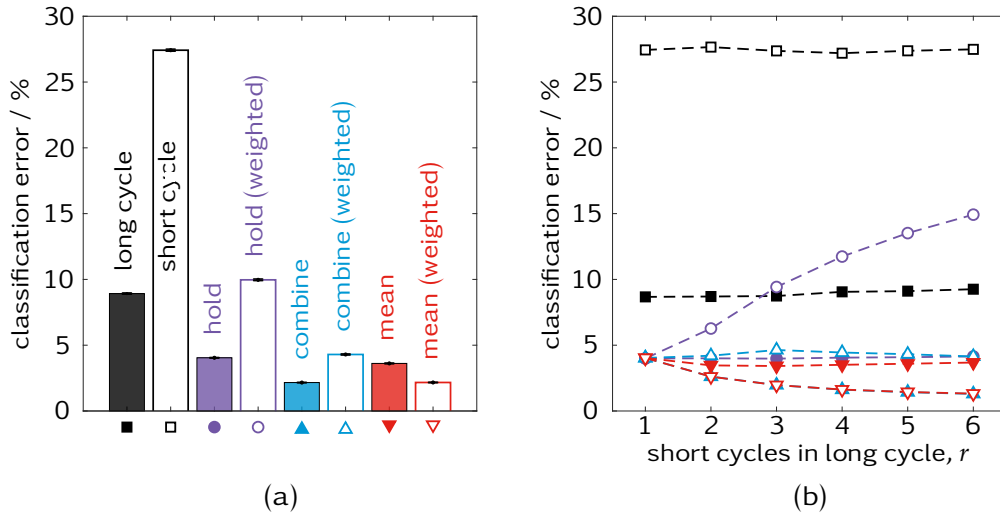 classification error / %
30
25
20
15
10
5
0
long cycle
short cycle
hold
hold (weighted)
combine
combine (weighted)
mean
mean (weighted)
(a)
classification error / %
30
25
20
15
10
5
0
1 2 3 4 5 6
short cycles in long cycle, r
(b)